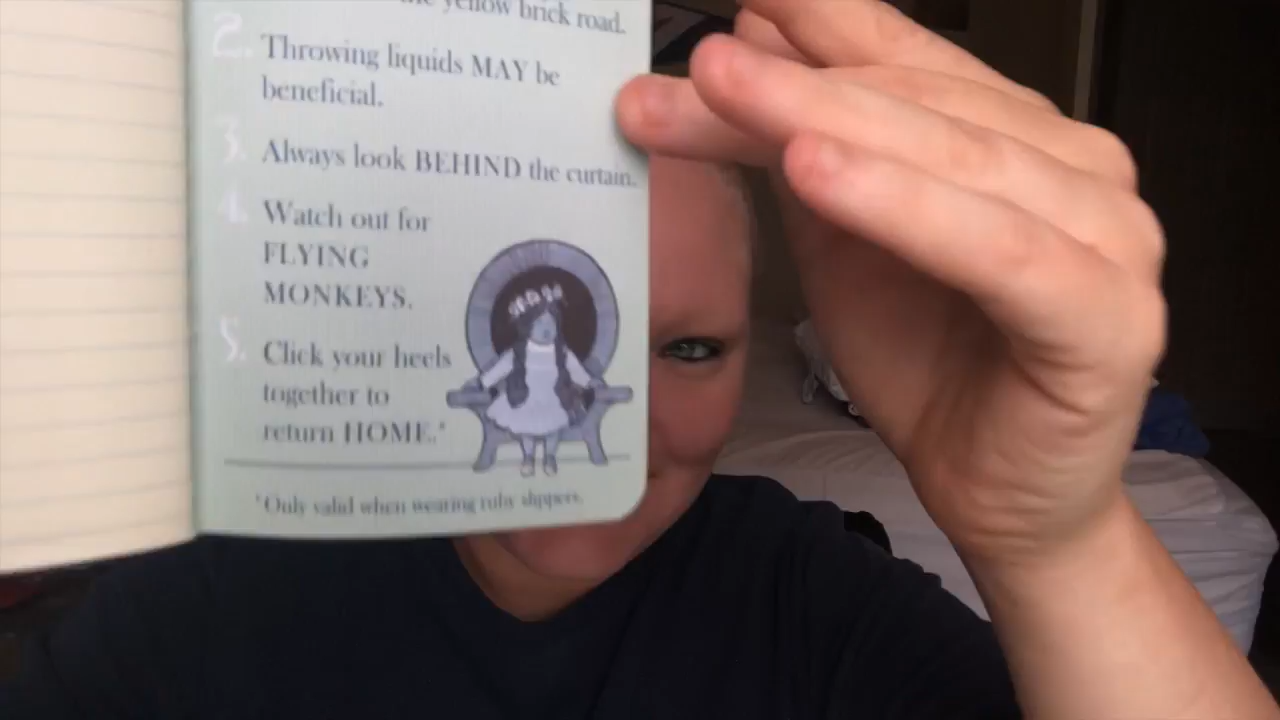 the yellow brick road.
2. Throwing liquids MAY be
beneficial.
3. Always look BEHIND the curtain.
4. Watch out for
FLYING
MONKEYS.
5. Click your heels
together to
return HOME.*
*Only valid when wearing ruby slippers.